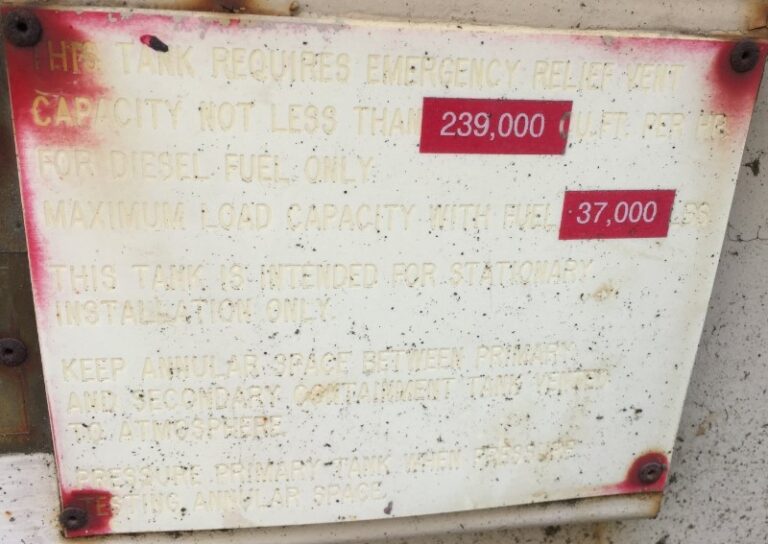 THIS TANK REQUIRES EMERGENCY RELIEF VENT
CAPACITY NOT LESS THAN 239,000 CU.FT. PER HR.
FOR DIESEL FUEL ONLY.
MAXIMUM LOAD CAPACITY WITH FUEL 37,000 LBS.
THIS TANK IS INTENDED FOR STATIONARY
INSTALLATION ONLY.
KEEP ANNULAR SPACE BETWEEN PRIMARY
AND SECONDARY CONTAINMENT TANK VENTED
TO ATMOSPHERE.
PRESSURE PRIMARY TANK WHEN PRESSURE
TESTING ANNULAR SPACE.